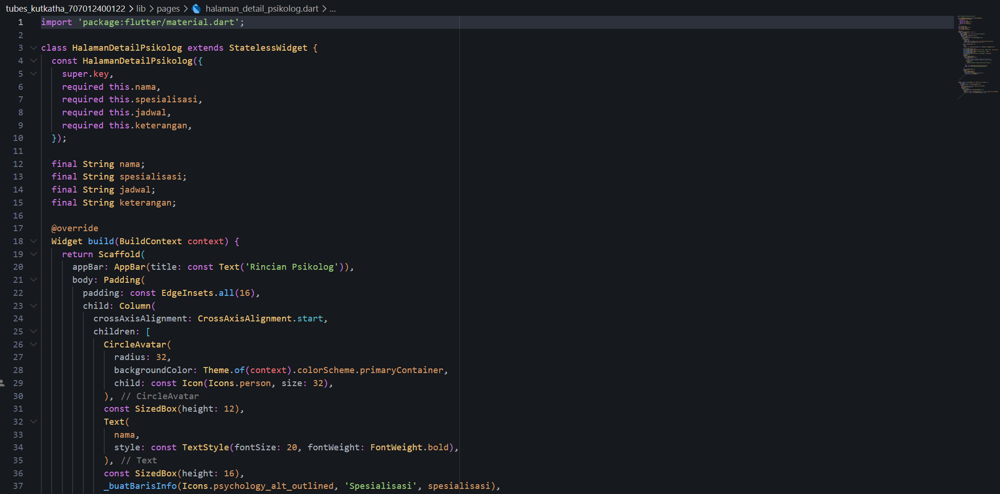 tubes_kutkatha_707012400122 > lib > pages > halaman_detail_psikolog.dart > ...
1 import 'package:flutter/material.dart';
2
3 class HalamanDetailPsikolog extends StatelessWidget {
4   const HalamanDetailPsikolog({
5     super.key,
6     required this.nama,
7     required this.spesialisasi,
8     required this.jadwal,
9     required this.keterangan,
10   });
11
12   final String nama;
13   final String spesialisasi;
14   final String jadwal;
15   final String keterangan;
16
17   @override
18   Widget build(BuildContext context) {
19     return Scaffold(
20       appBar: AppBar(title: const Text('Rincian Psikolog')),
21       body: Padding(
22         padding: const EdgeInsets.all(16),
23         child: Column(
24           crossAxisAlignment: CrossAxisAlignment.start,
25           children: [
26             CircleAvatar(
27               radius: 32,
28               backgroundColor: Theme.of(context).colorScheme.primaryContainer,
29               child: const Icon(Icons.person, size: 32),
30             ), // CircleAvatar
31             const SizedBox(height: 12),
32             Text(
33               nama,
34               style: const TextStyle(fontSize: 20, fontWeight: FontWeight.bold),
35             ), // Text
36             const SizedBox(height: 16),
37             _buatBarisInfo(Icons.psychology_alt_outlined, 'Spesialisasi', spesialisasi),